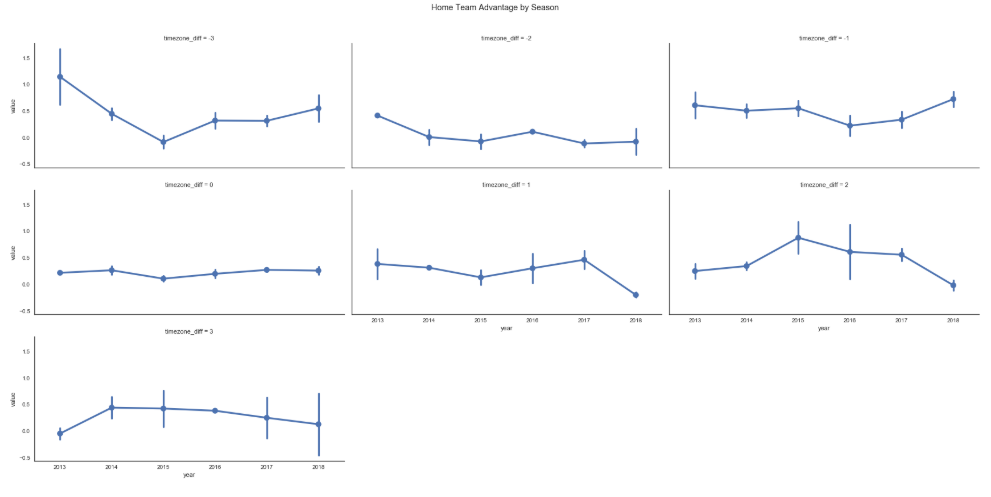 Home Team Advantage by Season
timezone_diff = -3
timezone_diff = -2
timezone_diff = -1
1.5
1.0
0.5
0.0
−0.5
value
timezone_diff = 0
timezone_diff = 1
timezone_diff = 2
1.5
1.0
0.5
0.0
−0.5
value
2013 2014 2015 2016 2017 2018
year
2013 2014 2015 2016 2017 2018
year
timezone_diff = 3
1.5
1.0
0.5
0.0
−0.5
value
2013 2014 2015 2016 2017 2018
year